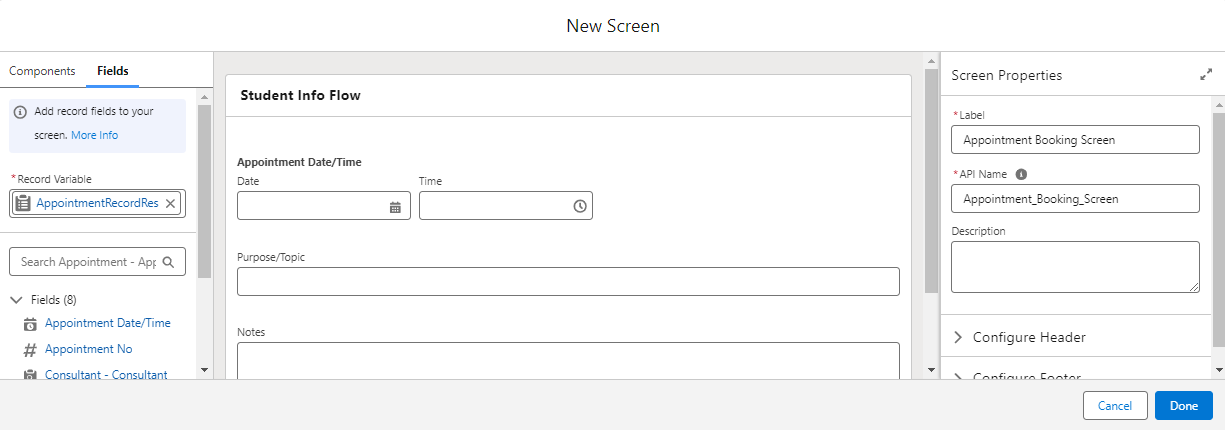 New Screen
Components
Fields
Add record fields to your
screen. More Info
*Record Variable
AppointmentRecordRes
Search Appointment - App
Fields (8)
Appointment Date/Time
Appointment No
Consultant - Consultant
Student Info Flow
Appointment Date/Time
Date
Time
Purpose/Topic
Notes
Screen Properties
*Label
Appointment Booking Screen
*API Name
Appointment_Booking_Screen
Description
Configure Header
Configure Footer
Cancel
Done